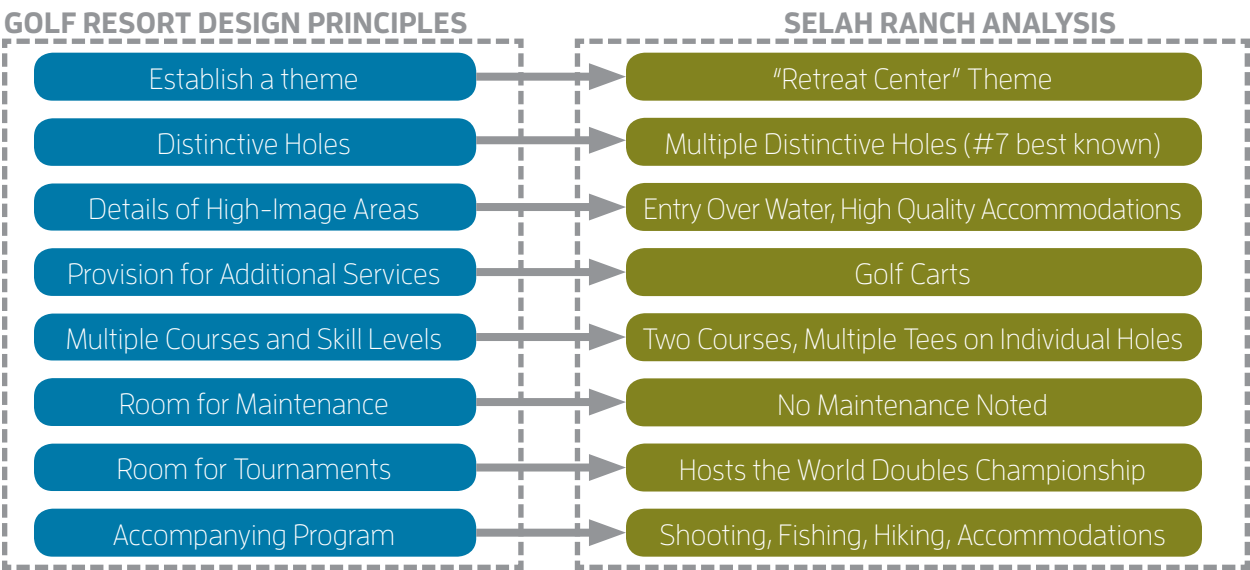 GOLF RESORT DESIGN PRINCIPLES
SELAH RANCH ANALYSIS
Establish a theme
"Retreat Center" Theme
Distinctive Holes
Multiple Distinctive Holes (#7 best known)
Details of High-Image Areas
Entry Over Water, High Quality Accommodations
Provision for Additional Services
Golf Carts
Multiple Courses and Skill Levels
Two Courses, Multiple Tees on Individual Holes
Room for Maintenance
No Maintenance Noted
Room for Tournaments
Hosts the World Doubles Championship
Accompanying Program
Shooting, Fishing, Hiking, Accommodations